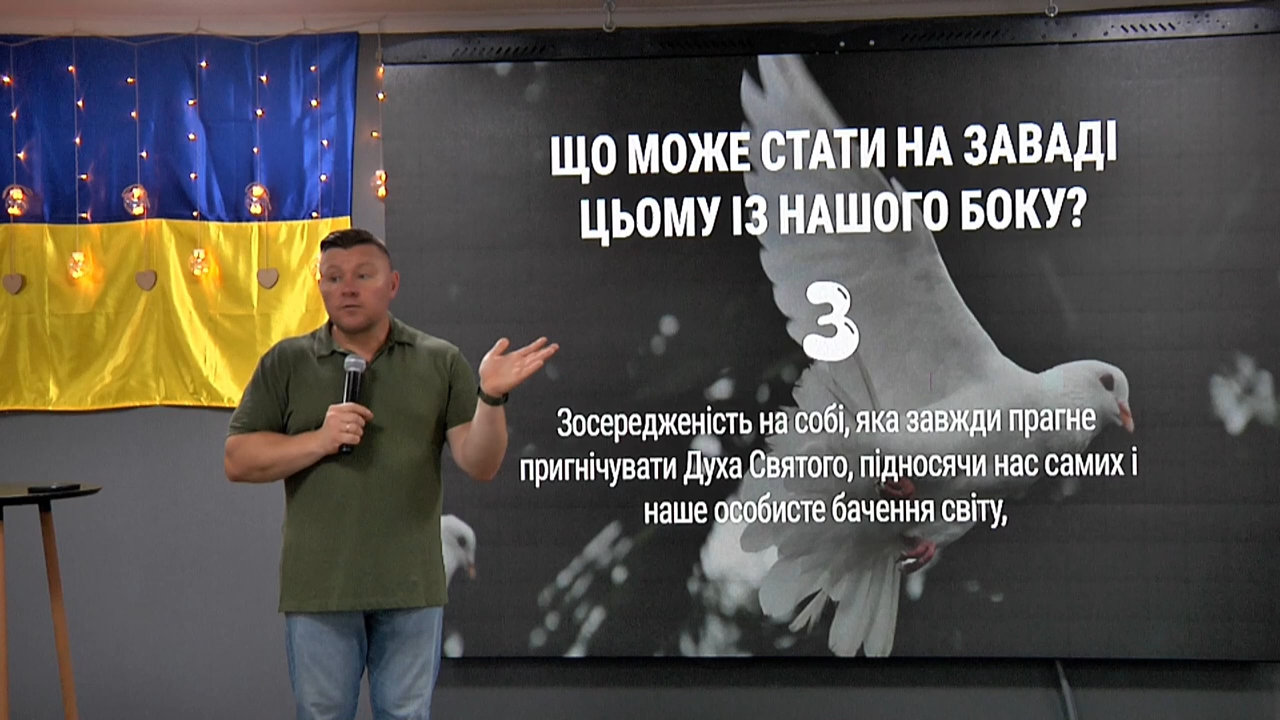 ЩО МОЖЕ СТАТИ НА ЗАВАДІ
ЦЬОМУ ІЗ НАШОГО БОКУ?
3
Зосередженість на собі, яка завжди прагне
пригнічувати Духа Святого, підносячи нас самих і
наше особисте бачення світу,